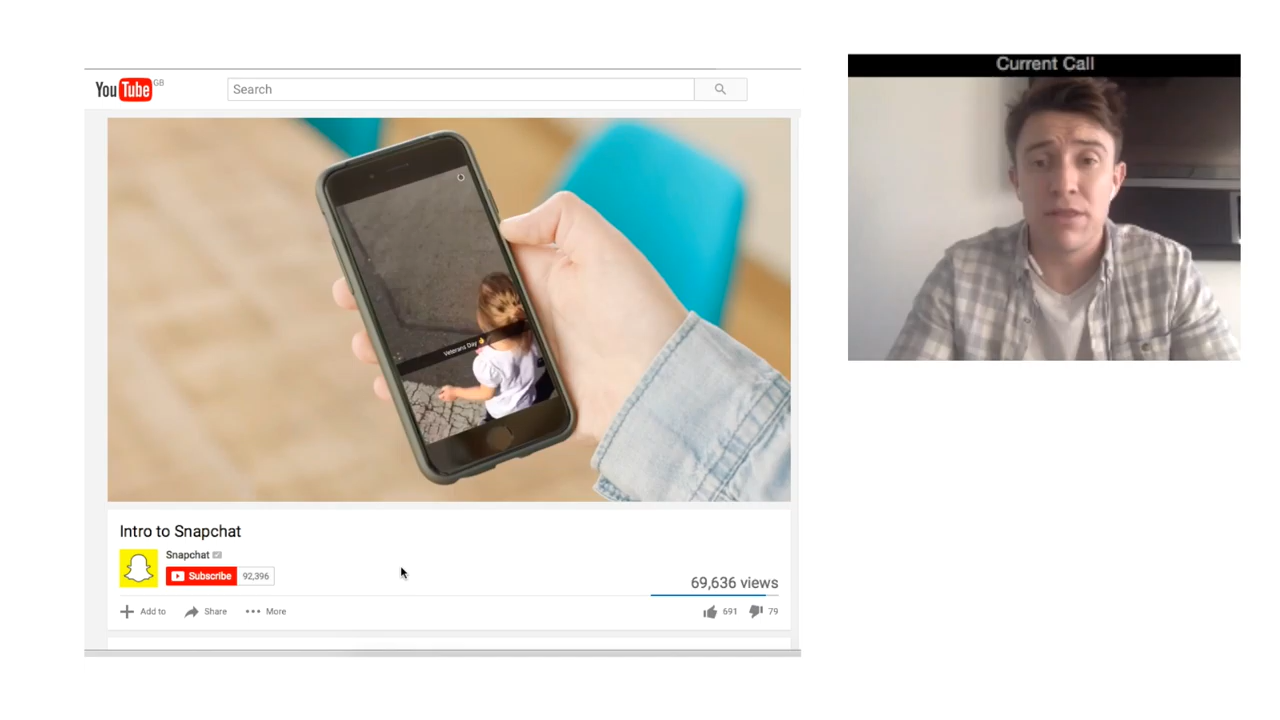 YouTube GB
Search
Veterans Day
Intro to Snapchat
Snapchat
Subscribe 92,396
69,636 views
Add to Share More
691 79
Current Call